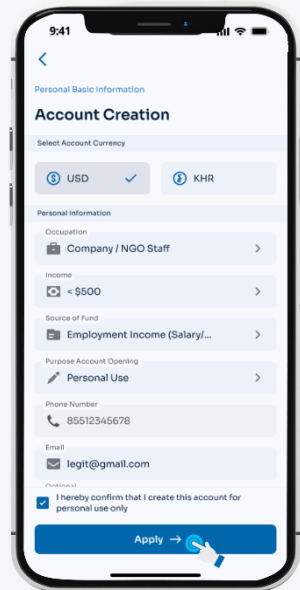 9:41
Personal Basic Information
Account Creation
Select Account Currency
USD
KHR
Personal Information
Occupation
Company / NGO Staff
Income
< $500
Source of Fund
Employment Income (Salary/...
Purpose Account Opening
Personal Use
Phone Number
85512345678
Email
legit@gmail.com
Optional
I hereby confirm that I create this account for
personal use only
Apply